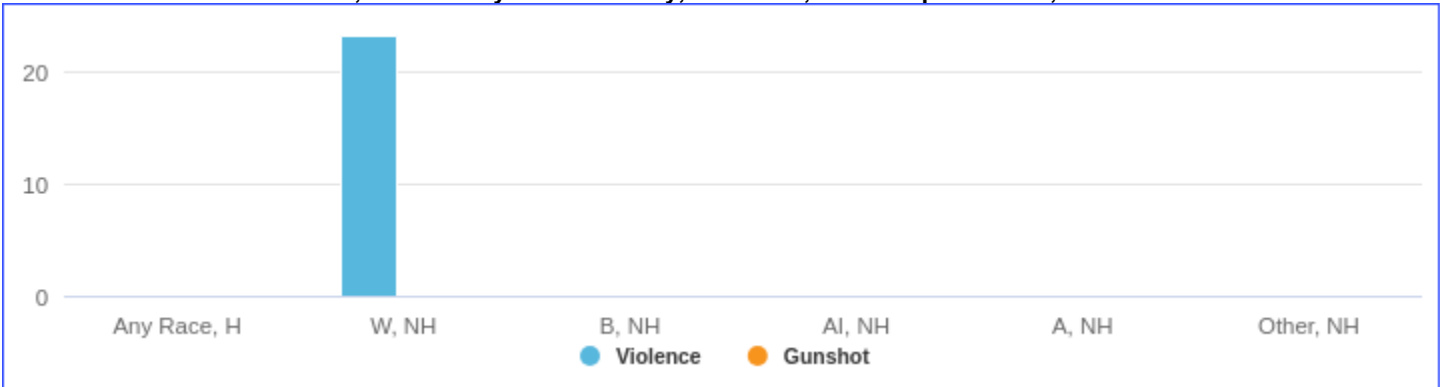 20
10
0
Any Race, H W, NH B, NH AI, NH A, NH Other, NH
Violence Gunshot